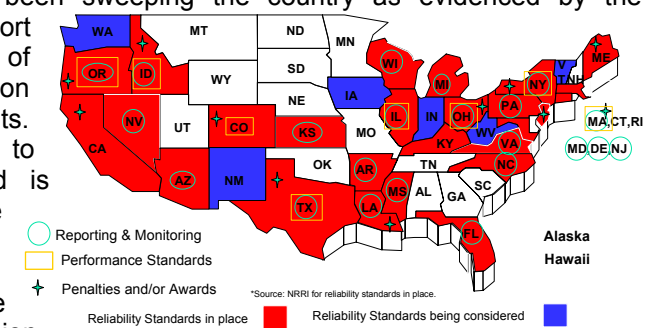 been sweeping the country as evidenced by the
ort
of
on
ts.
to
d is
e
e
ion
WA
MT
ND
MN
SD
WY
NE
IA
WI
MI
NY
ME
V
T
NH
OR
ID
NV
UT
CO
KS
MO
IL
IN
OH
PA
WV
VA
KY
NC
TN
SC
CA
AZ
NM
OK
AR
TX
LA
MS
AL
GA
FL
MA,CT,RI
MD DE,NJ
Alaska
Hawaii
Reporting & Monitoring
Performance Standards
Penalties and/or Awards
*Source: NRRI for reliability standards in place.
Reliability Standards in place
Reliability Standards being considered